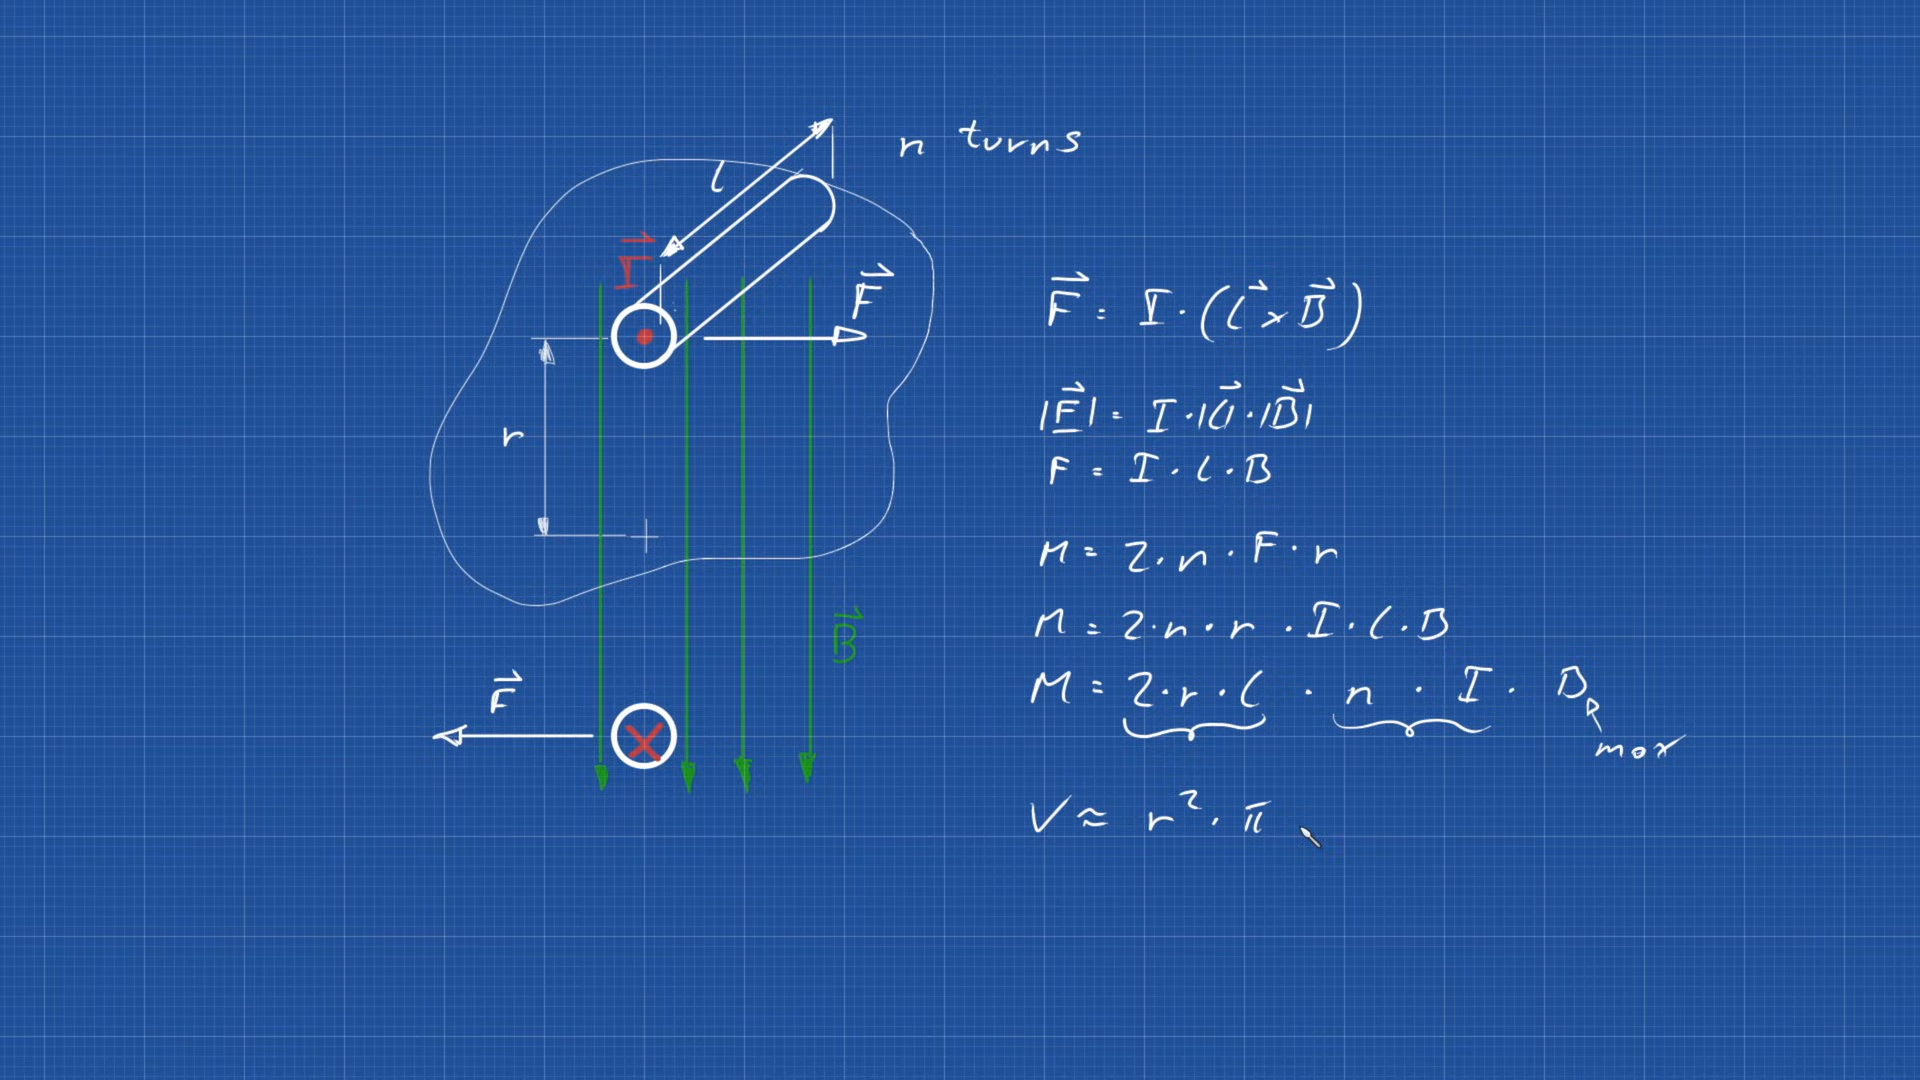 n turns
l
I⃗
F⃗
r
B⃗
F⃗
F⃗ = I · (l⃗ × B⃗)
|F⃗| = I · |l⃗| · |B⃗|
F = I · l · B
M = 2 · n · F · r
M = 2 · n · r · I · l · B
M = 2 · r · l · n · I · B
max
V ≈ r² · π